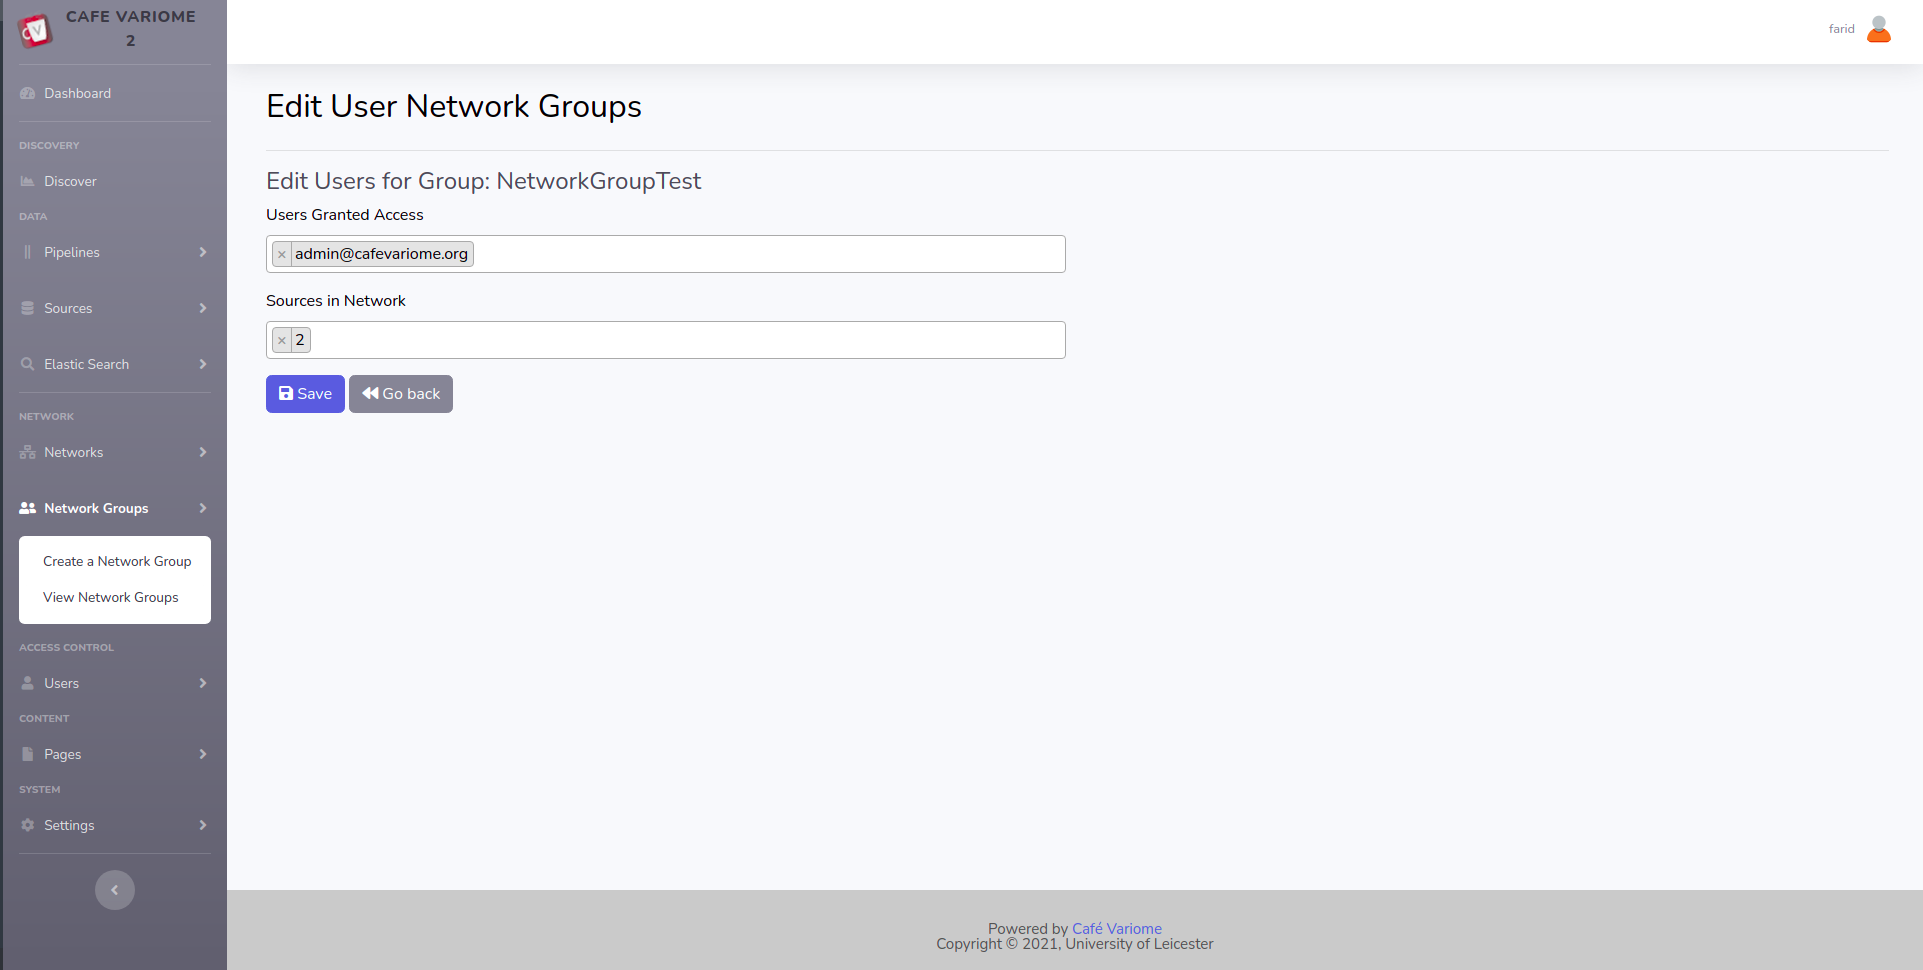 CAFE VARIOME
2
Dashboard
DISCOVERY
Discover
DATA
Pipelines
Sources
Elastic Search
NETWORK
Networks
Network Groups
Create a Network Group
View Network Groups
ACCESS CONTROL
Users
CONTENT
Pages
SYSTEM
Settings
farid
Edit User Network Groups
Edit Users for Group: NetworkGroupTest
Users Granted Access
× admin@cafevariome.org
Sources in Network
× 2
Save Go back
Powered by Café Variome
Copyright © 2021, University of Leicester